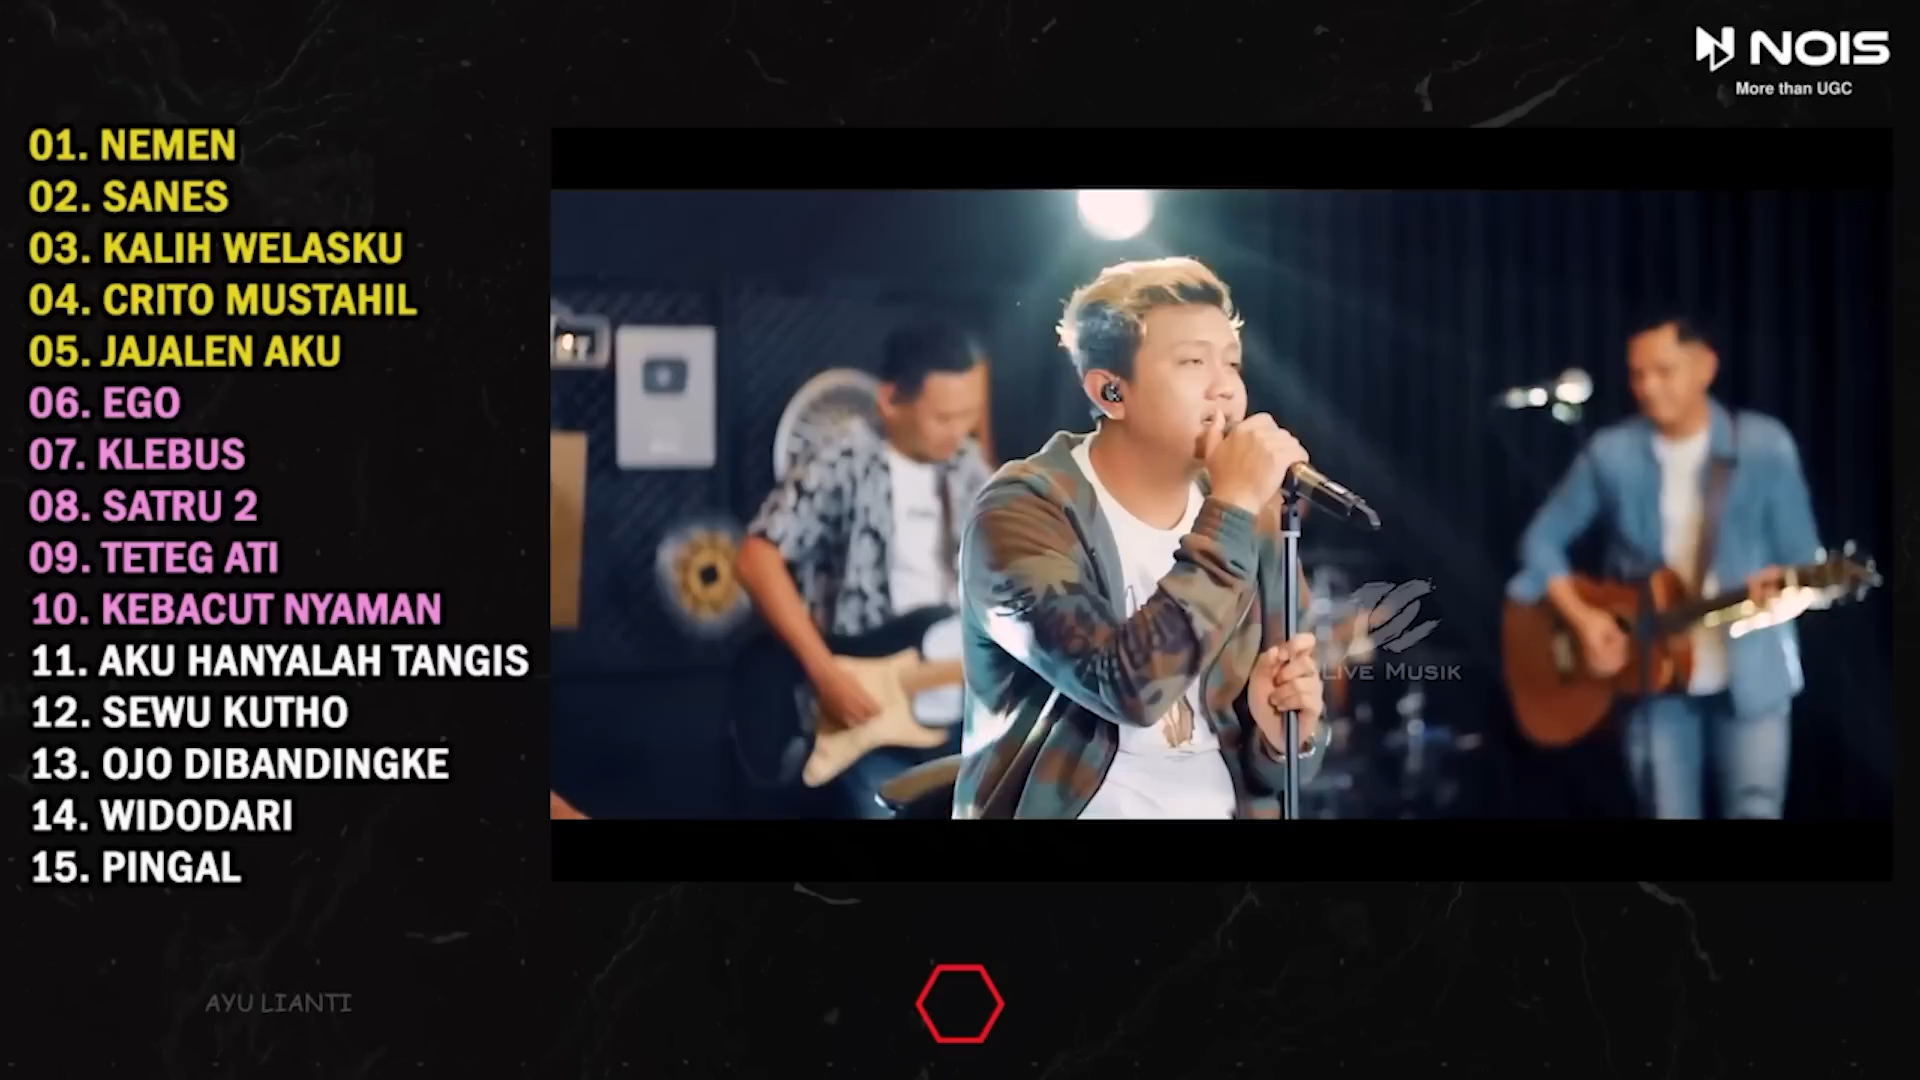 NOIS
More than UGC
01. NEMEN
02. SANES
03. KALIH WELASKU
04. CRITO MUSTAHIL
05. JAJALEN AKU
06. EGO
07. KLEBUS
08. SATRU 2
09. TETEG ATI
10. KEBACUT NYAMAN
11. AKU HANYALAH TANGIS
12. SEWU KUTHO
13. OJO DIBANDINGKE
14. WIDODARI
15. PINGAL
LIVE MUSIK
AYU LIANTI